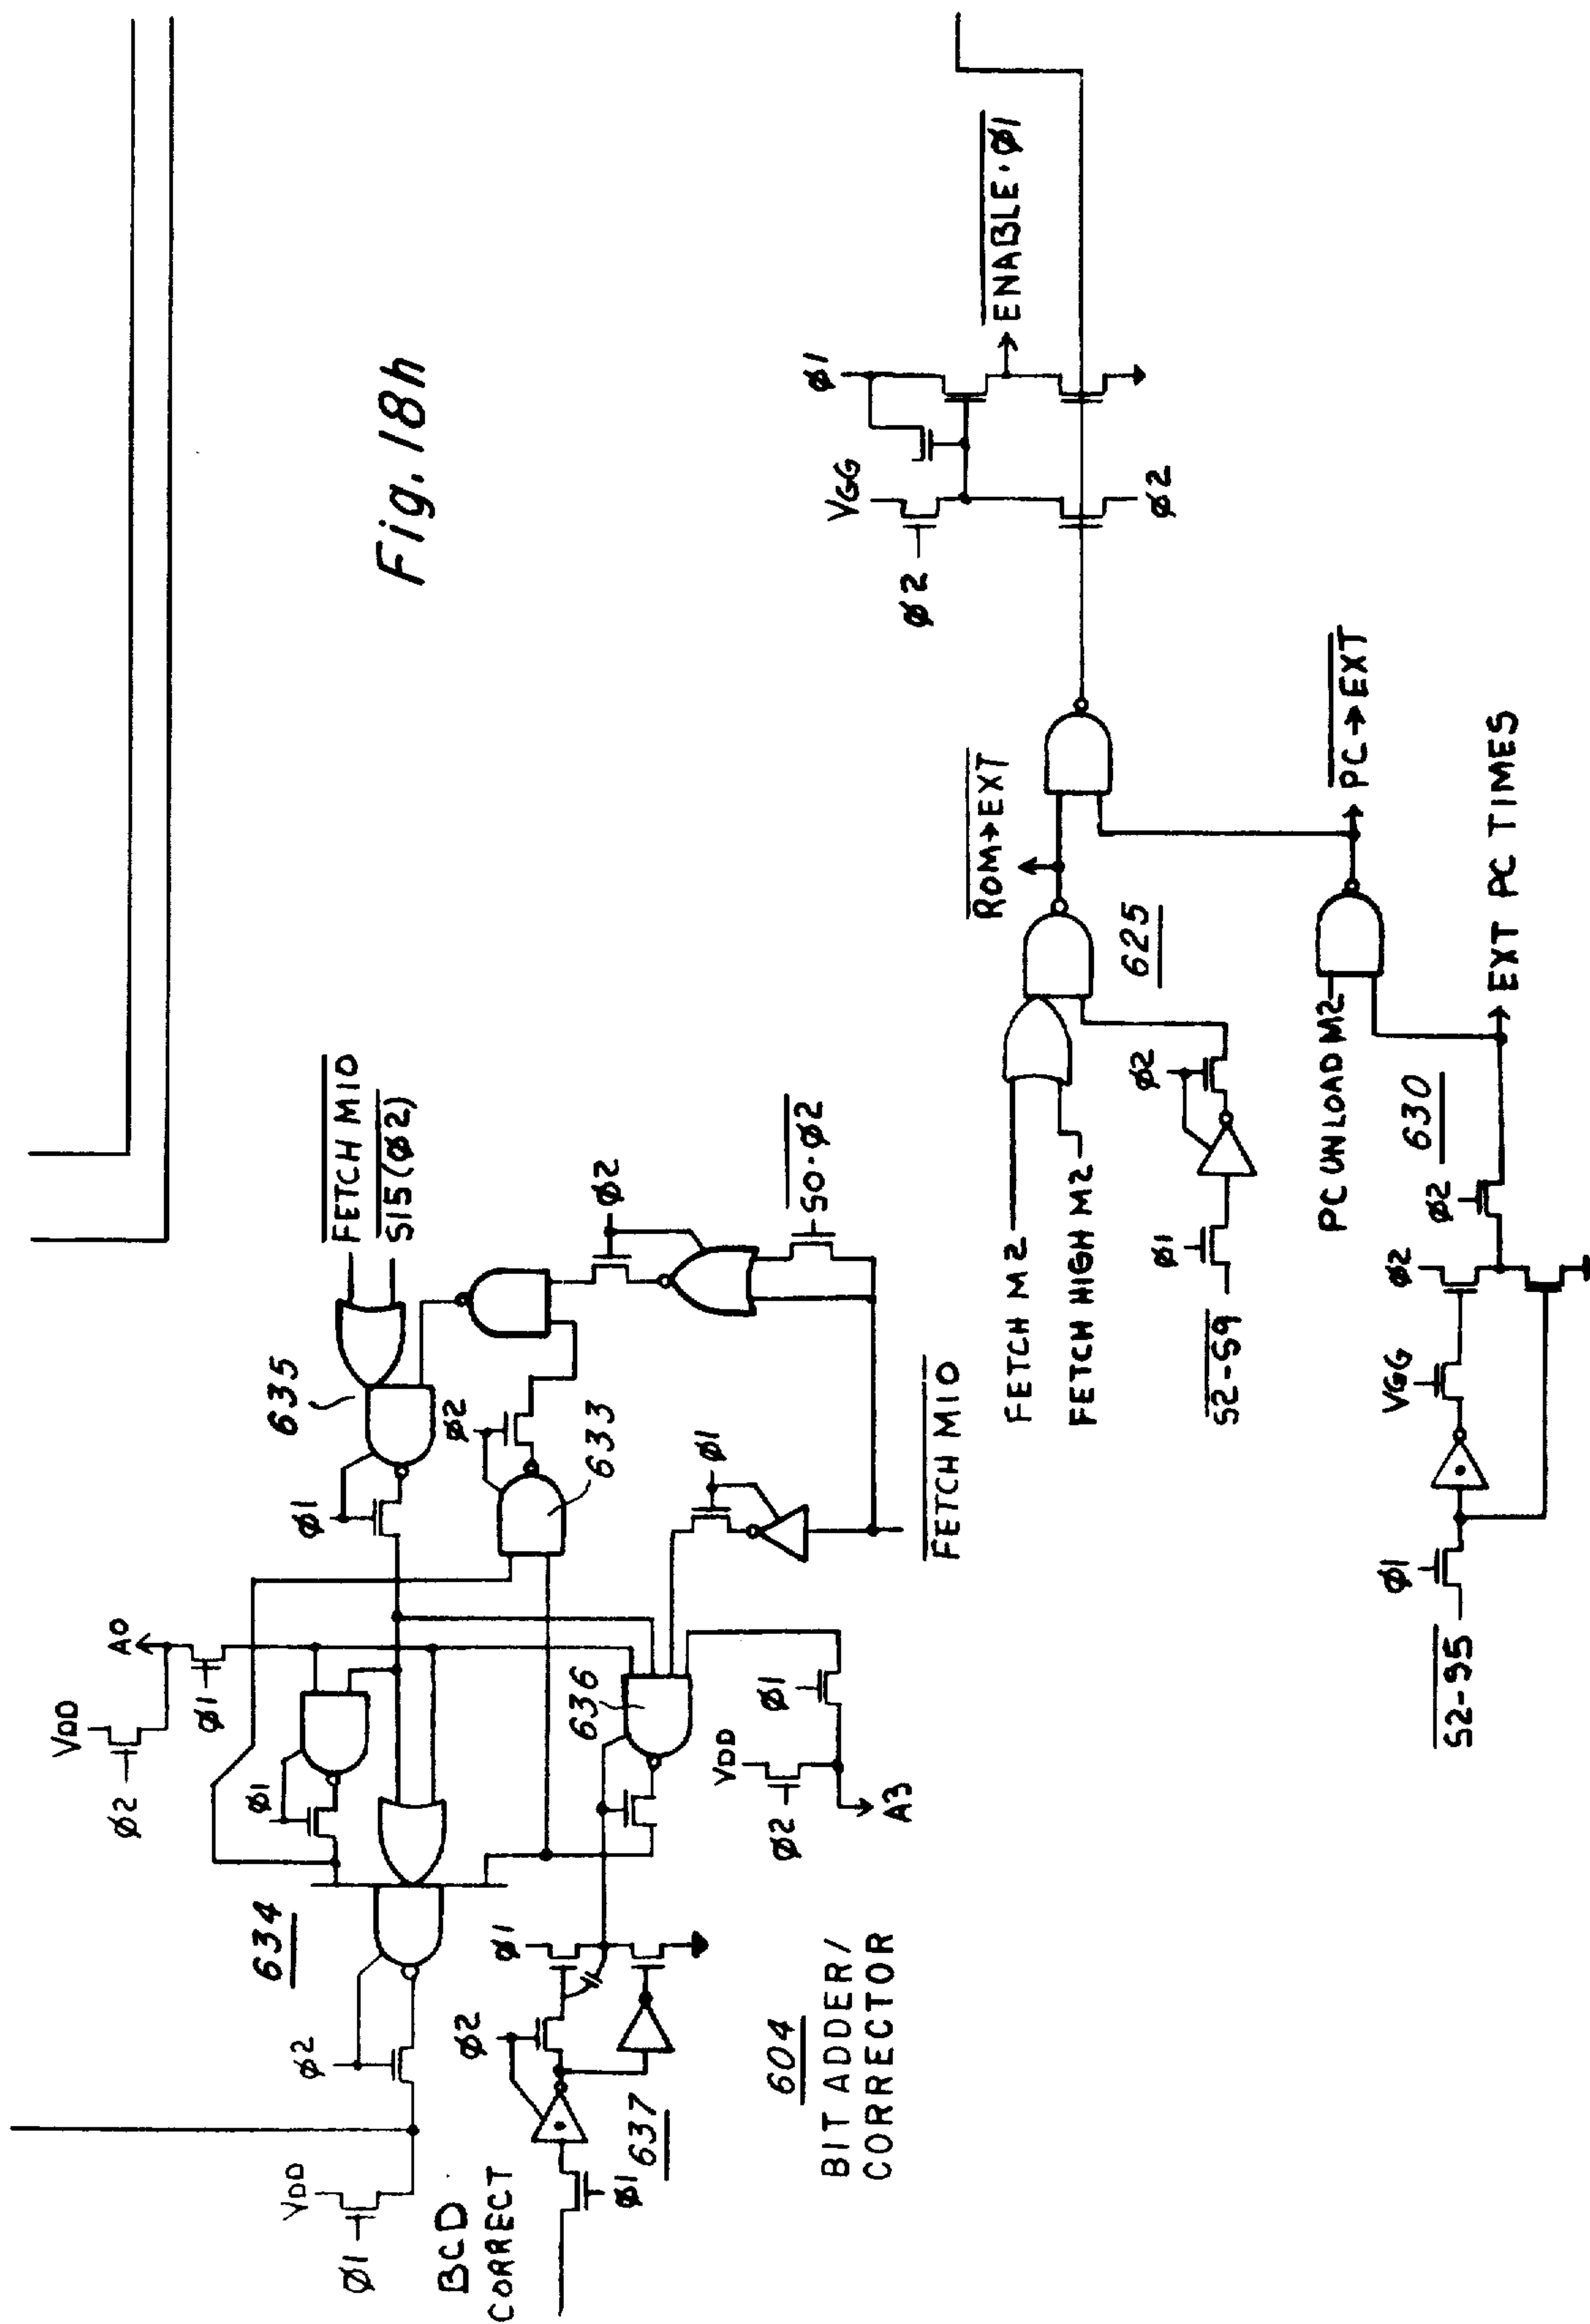 Fig. 18h
VDD
φ1
BCD
CORRECT
φ1
637
φ2
634
φ2
VDD
φ2
A0
φ1
φ1
φ1
635
FETCH M10
S15(φ2)
φ2
633
φ2
S0·φ2
φ1
636
φ1
VDD
φ2
A3
FETCH M10
604
BIT ADDER/
CORRECTOR
FETCH M2
FETCH HIGH M2
S2-S9
φ1
φ2
625
ROM→EXT
φ2
VGG
φ1
φ2
ENABLE·φ1
PC UNLOAD M2
PC→EXT
S2-S5
φ1
VGG
φ2
φ2
630
EXT PC TIMES